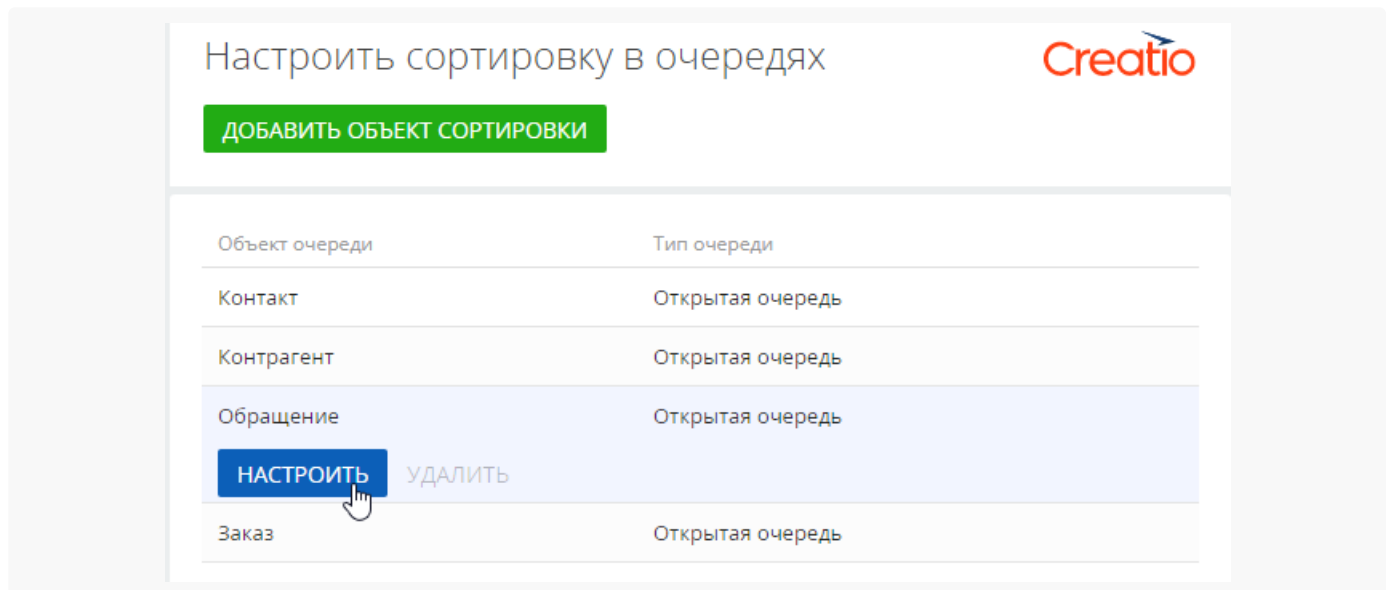 Настроить сортировку в очередях
Creatio
ДОБАВИТЬ ОБЪЕКТ СОРТИРОВКИ
Объект очереди Тип очереди
Контакт Открытая очередь
Контрагент Открытая очередь
Обращение Открытая очередь
НАСТРОИТЬ УДАЛИТЬ
Заказ Открытая очередь